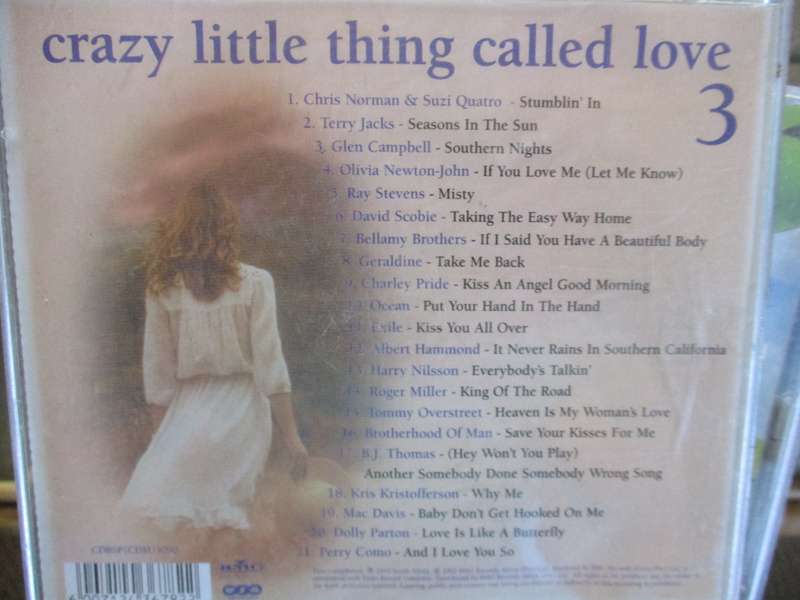 crazy little thing called love
3
1. Chris Norman & Suzi Quatro - Stumblin' In
2. Terry Jacks - Seasons In The Sun
3. Glen Campbell - Southern Nights
4. Olivia Newton-John - If You Love Me (Let Me Know)
5. Ray Stevens - Misty
6. David Scobie - Taking The Easy Way Home
7. Bellamy Brothers - If I Said You Have A Beautiful Body
8. Geraldine - Take Me Back
9. Charley Pride - Kiss An Angel Good Morning
10. Ocean - Put Your Hand In The Hand
11. Exile - Kiss You All Over
12. Albert Hammond - It Never Rains In Southern California
13. Harry Nilsson - Everybody's Talkin'
14. Roger Miller - King Of The Road
15. Tommy Overstreet - Heaven Is My Woman's Love
16. Brotherhood Of Man - Save Your Kisses For Me
17. B.J. Thomas - (Hey Won't You Play)
Another Somebody Done Somebody Wrong Song
18. Kris Kristofferson - Why Me
19. Mac Davis - Baby Don't Get Hooked On Me
20. Dolly Parton - Love Is Like A Butterfly
21. Perry Como - And I Love You So
BMG